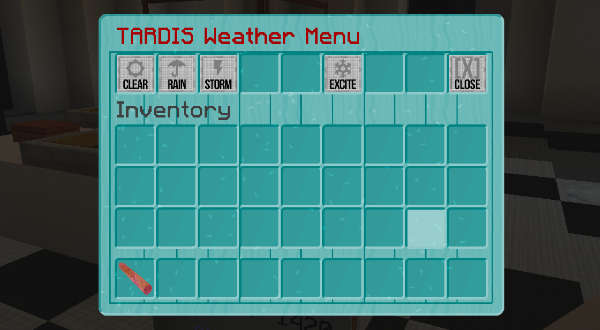 TARDIS Weather Menu
CLEAR RAIN STORM EXCITE [X] CLOSE
Inventory